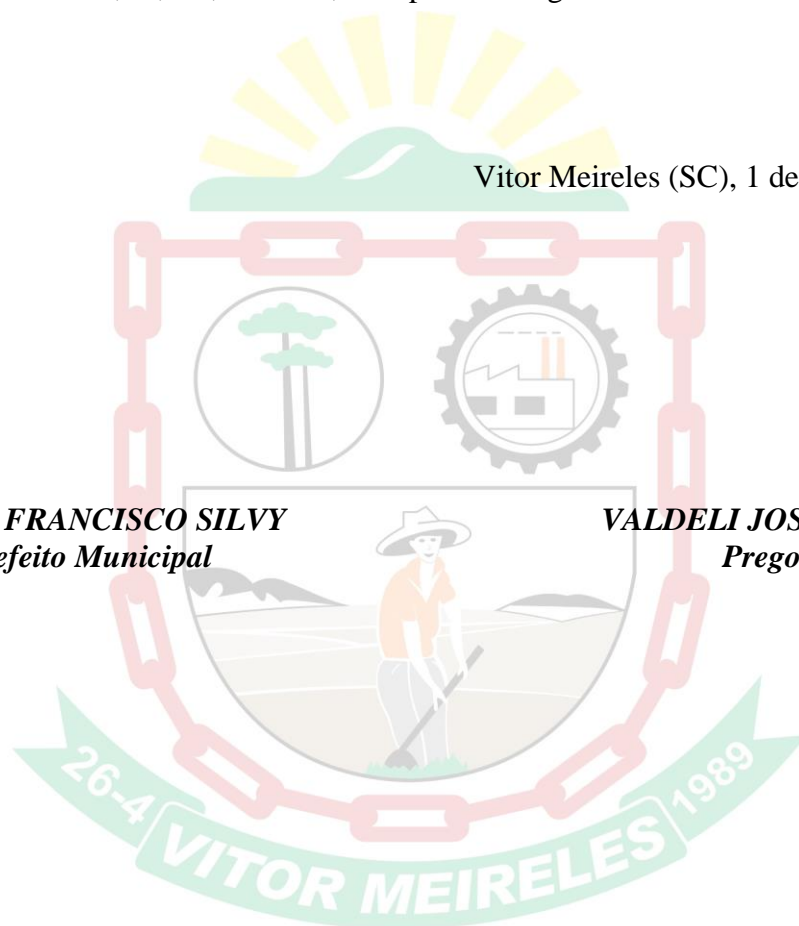 Vitor Meireles (SC), 1 de
FRANCISCO SILVY
VALDELI JOS
efeito Municipal
Prego
26-4
VITOR MEIRELES
1989